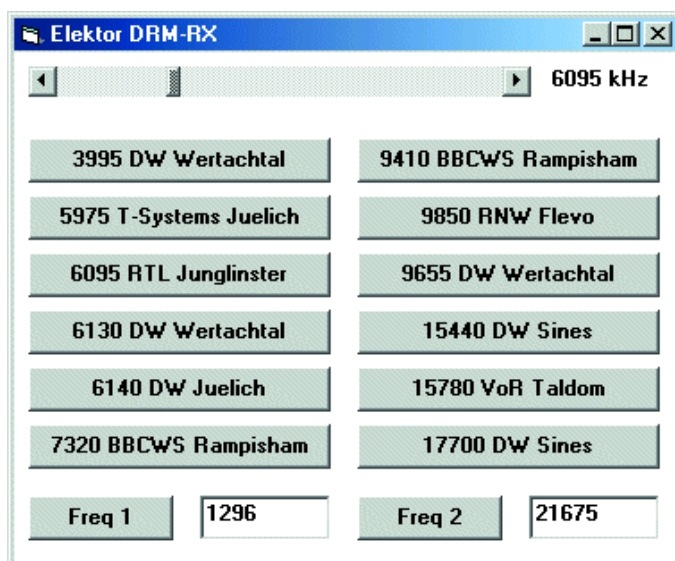 Elektor DRM-RX
6095 kHz
3995 DW Wertachtal
9410 BBCWS Rampisham
5975 T-Systems Juelich
9850 RNW Flevo
6095 RTL Junglinster
9655 DW Wertachtal
6130 DW Wertachtal
15440 DW Sines
6140 DW Juelich
15780 VoR Taldom
7320 BBCWS Rampisham
17700 DW Sines
Freq 1
1296
Freq 2
21675